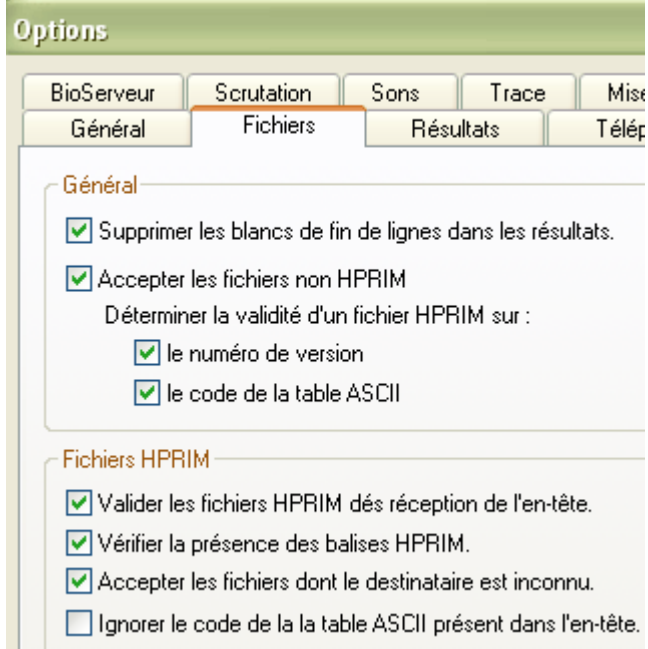 Options
BioServeur Scrutation Sons Trace Mise
Général Fichiers Résultats Télép
Général
Supprimer les blancs de fin de lignes dans les résultats.
Accepter les fichiers non HPRIM
Déterminer la validité d'un fichier HPRIM sur :
le numéro de version
le code de la table ASCII
Fichiers HPRIM
Valider les fichiers HPRIM dés réception de l'en-tête.
Vérifier la présence des balises HPRIM.
Accepter les fichiers dont le destinataire est inconnu.
Ignorer le code de la la table ASCII présent dans l'en-tête.